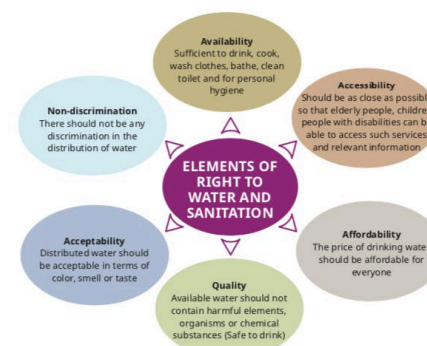 Availability
Sufficient to drink, cook,
wash clothes, bathe, clean
toilet and for personal
hygiene
Non-discrimination
There should not be any
discrimination in the
distribution of water
Accessibility
Should be as close as possible
so that elderly people, children
people with disabilities can be
able to access such services
and relevant information
ELEMENTS OF
RIGHT TO
WATER AND
SANITATION
Acceptability
Distributed water should
be acceptable in terms of
color, smell or taste
Affordability
The price of drinking water
should be affordable for
everyone
Quality
Available water should not
contain harmful elements,
organisms or chemical
substances (Safe to drink)